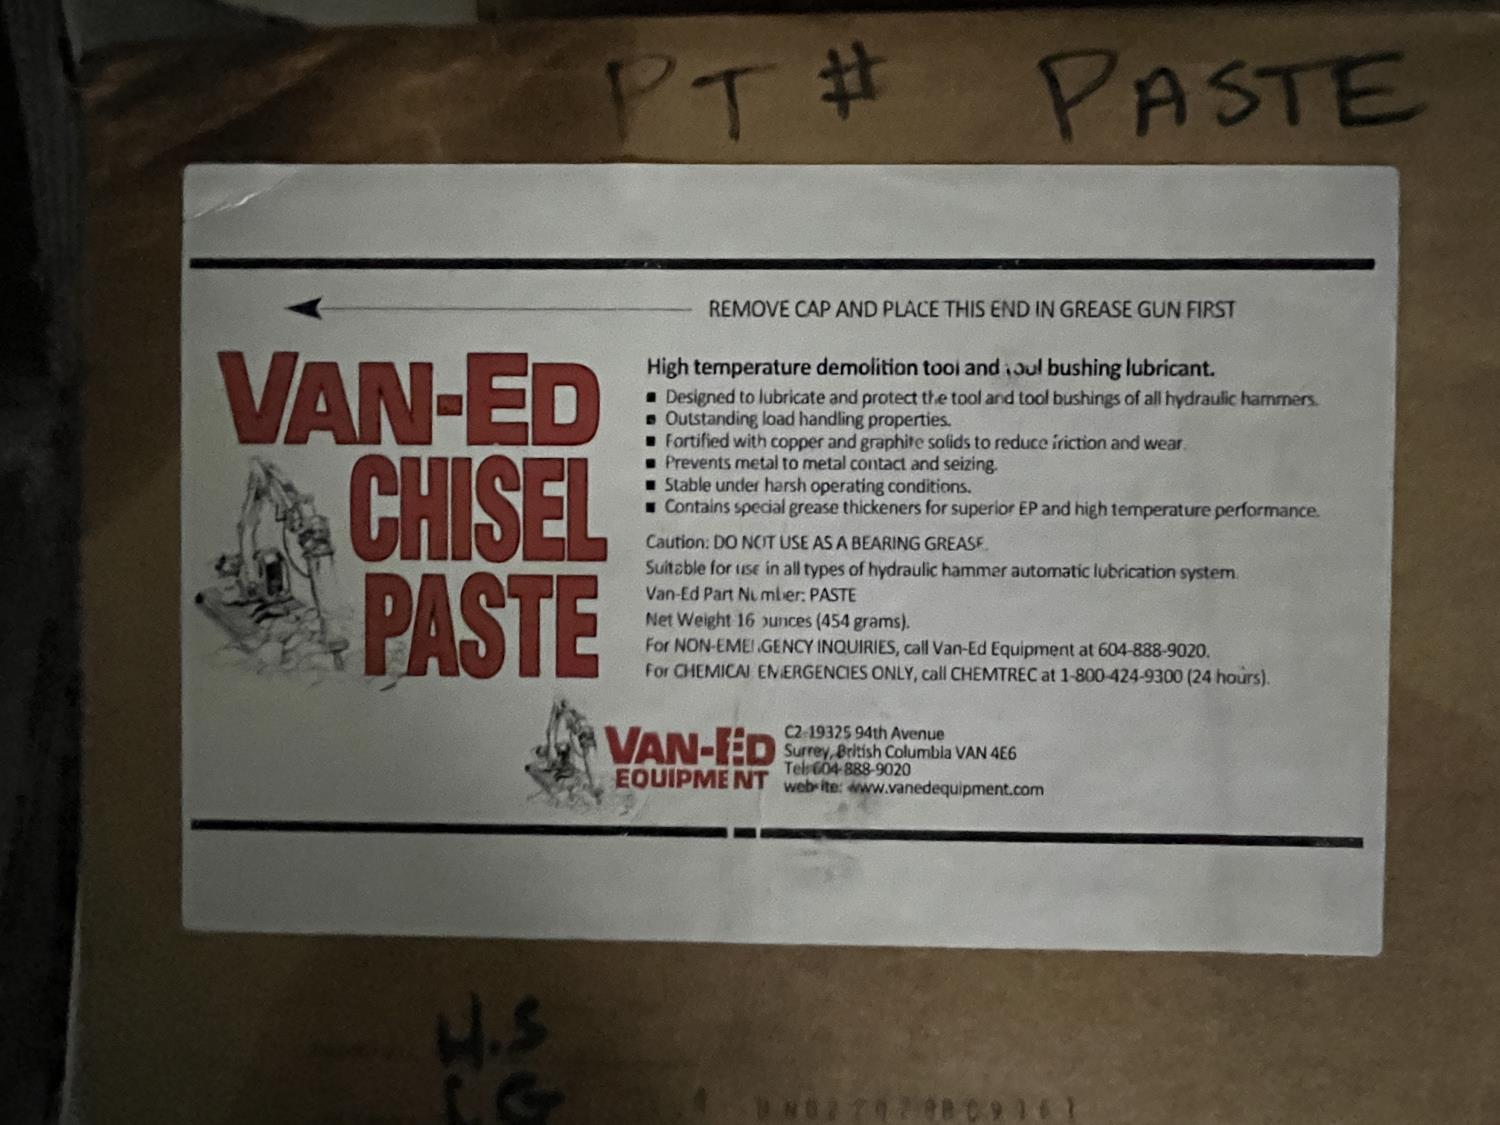 PT # PASTE
REMOVE CAP AND PLACE THIS END IN GREASE GUN FIRST
VAN-ED
CHISEL
PASTE
High temperature demolition tool and tool bushing lubricant.
■ Designed to lubricate and protect the tool and tool bushings of all hydraulic hammers.
■ Outstanding load handling properties.
■ Fortified with copper and graphite solids to reduce friction and wear.
■ Prevents metal to metal contact and seizing.
■ Stable under harsh operating conditions.
■ Contains special grease thickeners for superior EP and high temperature performance.
Caution: DO NOT USE AS A BEARING GREASE.
Suitable for use in all types of hydraulic hammer automatic lubrication system.
Van-Ed Part Number: PASTE
Net Weight 16 ounces (454 grams).
For NON-EMERGENCY INQUIRIES, call Van-Ed Equipment at 604-888-9020.
For CHEMICAL EMERGENCIES ONLY, call CHEMTREC at 1-800-424-9300 (24 hours).
VAN-ED
EQUIPMENT
C2-19325 94th Avenue
Surrey, British Columbia VAN 4E6
Tel: 604-888-9020
website: www.vanedequipment.com
H.S